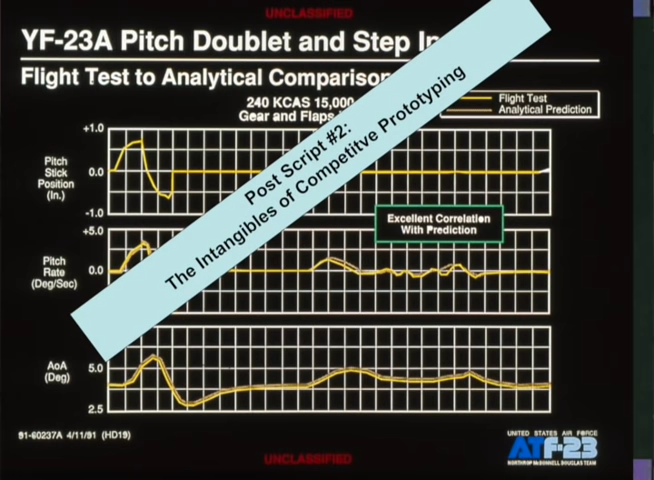 UNCLASSIFIED
YF-23A Pitch Doublet and Step In
Flight Test to Analytical Comparison
240 KCAS 15,000
Gear and Flaps
Flight Test
Analytical Prediction
Post Script #2:
The Intangibles of Competitve Prototyping
+1.0
Pitch
Stick
Position
(In.)
0.0
-1.0
Excellent Correlation
With Prediction
+5.0
Pitch
Rate
(Deg/Sec)
0.0
AoA
(Deg)
5.0
2.5
91-60237A 4/11/91 (HD19)
UNITED STATES AIR FORCE
ATF-23
NORTHROP McDONNELL DOUGLAS TEAM
UNCLASSIFIED